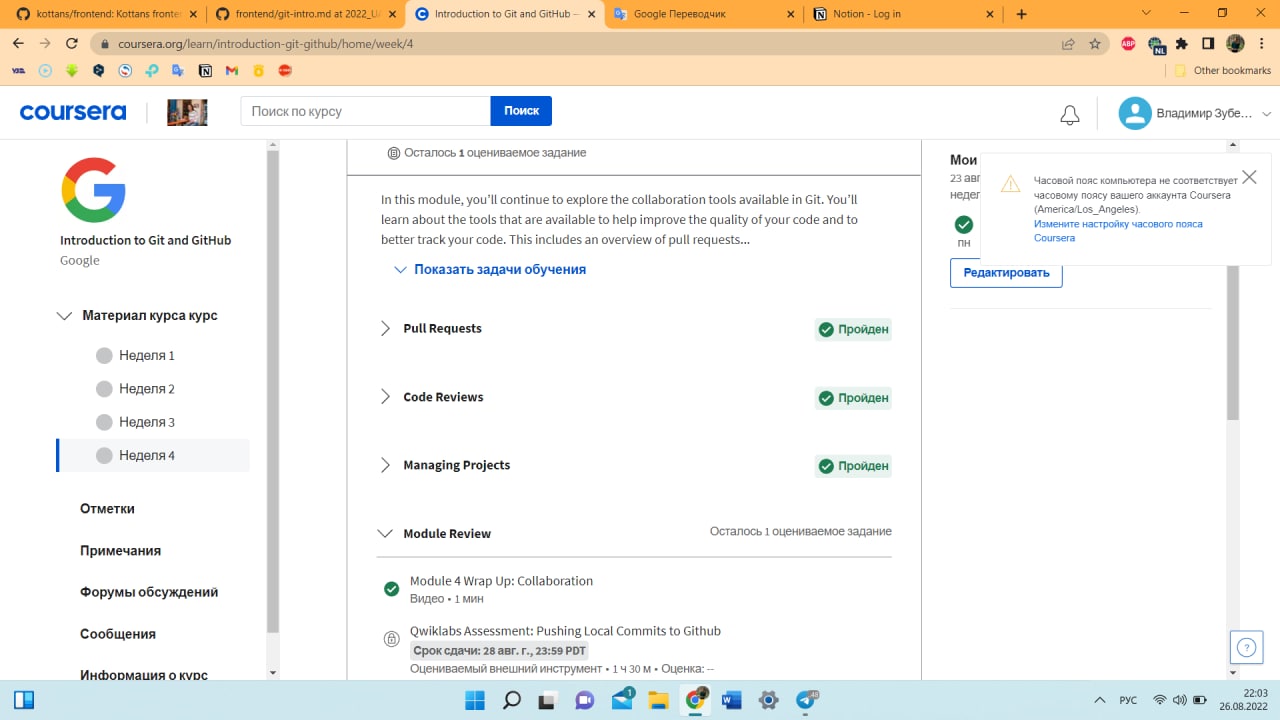 kottans/frontend: Kottans fronter
frontend/git-intro.md at 2022_UA
Introduction to Git and GitHub —
Google Переводчик
Notion - Log in
coursera.org/learn/introduction-git-github/home/week/4
ABP
NL
Other bookmarks
coursera
Поиск по курсу
Поиск
Владимир Зубе...
Introduction to Git and GitHub
Google
Материал курса курс
Неделя 1
Неделя 2
Неделя 3
Неделя 4
Отметки
Примечания
Форумы обсуждений
Сообщения
Информация о курс
Осталось 1 оцениваемое задание
In this module, you’ll continue to explore the collaboration tools available in Git. You’ll
learn about the tools that are available to help improve the quality of your code and to
better track your code. This includes an overview of pull requests...
Показать задачи обучения
Pull Requests
Пройден
Code Reviews
Пройден
Managing Projects
Пройден
Module Review
Осталось 1 оцениваемое задание
Module 4 Wrap Up: Collaboration
Видео • 1 мин
Qwiklabs Assessment: Pushing Local Commits to Github
Срок сдачи: 28 авг. г., 23:59 PDT
Оцениваемый внешний инструмент • 1 ч 30 м • Оценка: --
Мои
23 авг
недел
пн
Редактировать
Часовой пояс компьютера не соответствует
часовому поясу вашего аккаунта Coursera
(America/Los_Angeles).
Измените настройку часового пояса
Coursera
?
1
48
РУС
22:03
26.08.2022